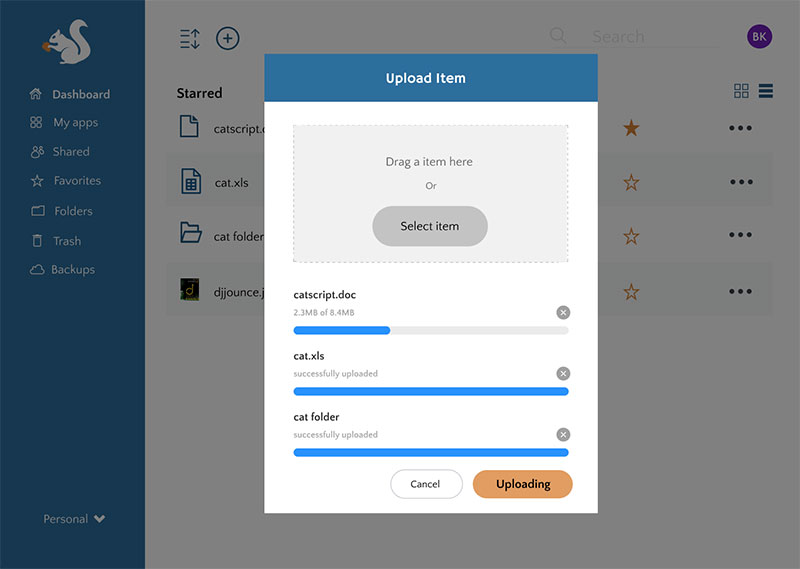 Search
BK
Dashboard
My apps
Shared
Favorites
Folders
Trash
Backups
Personal
Starred
catscript.d
cat.xls
cat folder
djjounce.j
Upload Item
Drag a item here
Or
Select item
catscript.doc
2.3MB of 8.4MB
cat.xls
successfully uploaded
cat folder
successfully uploaded
Cancel
Uploading